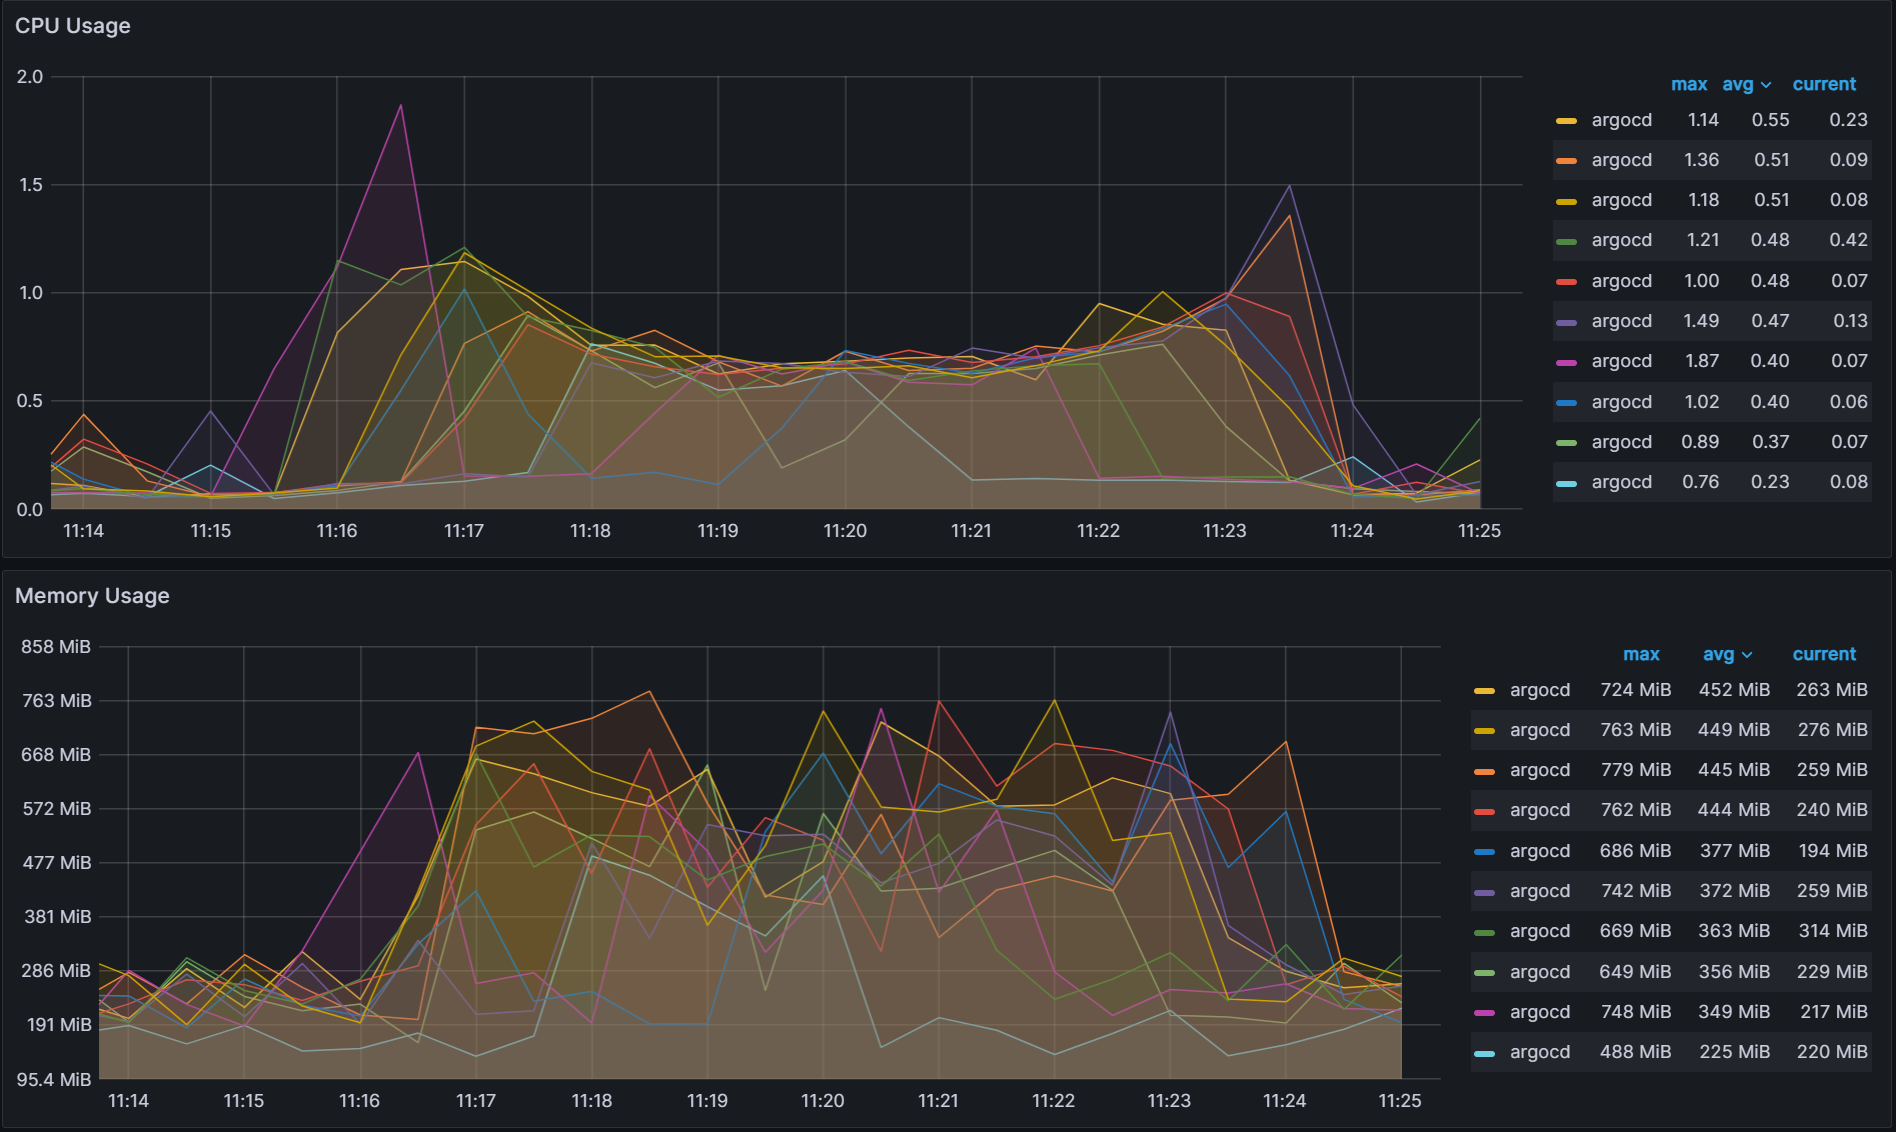 CPU Usage
2.0
1.5
1.0
0.5
0.0
11:14 11:15 11:16 11:17 11:18 11:19 11:20 11:21 11:22 11:23 11:24 11:25
max avg current
argocd 1.14 0.55 0.23
argocd 1.36 0.51 0.09
argocd 1.18 0.51 0.08
argocd 1.21 0.48 0.42
argocd 1.00 0.48 0.07
argocd 1.49 0.47 0.13
argocd 1.87 0.40 0.07
argocd 1.02 0.40 0.06
argocd 0.89 0.37 0.07
argocd 0.76 0.23 0.08
Memory Usage
858 MiB
763 MiB
668 MiB
572 MiB
477 MiB
381 MiB
286 MiB
191 MiB
95.4 MiB
11:14 11:15 11:16 11:17 11:18 11:19 11:20 11:21 11:22 11:23 11:24 11:25
max avg current
argocd 724 MiB 452 MiB 263 MiB
argocd 763 MiB 449 MiB 276 MiB
argocd 779 MiB 445 MiB 259 MiB
argocd 762 MiB 444 MiB 240 MiB
argocd 686 MiB 377 MiB 194 MiB
argocd 742 MiB 372 MiB 259 MiB
argocd 669 MiB 363 MiB 314 MiB
argocd 649 MiB 356 MiB 229 MiB
argocd 748 MiB 349 MiB 217 MiB
argocd 488 MiB 225 MiB 220 MiB